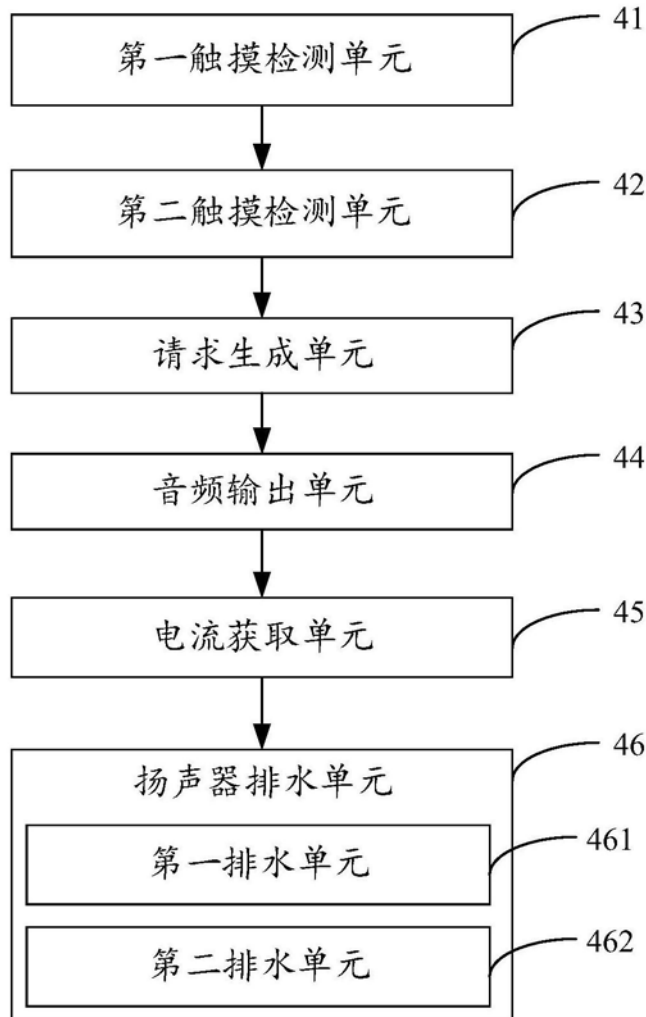 第一触摸检测单元
41
第二触摸检测单元
42
请求生成单元
43
音频输出单元
44
电流获取单元
45
扬声器排水单元
46
第一排水单元
461
第二排水单元
462